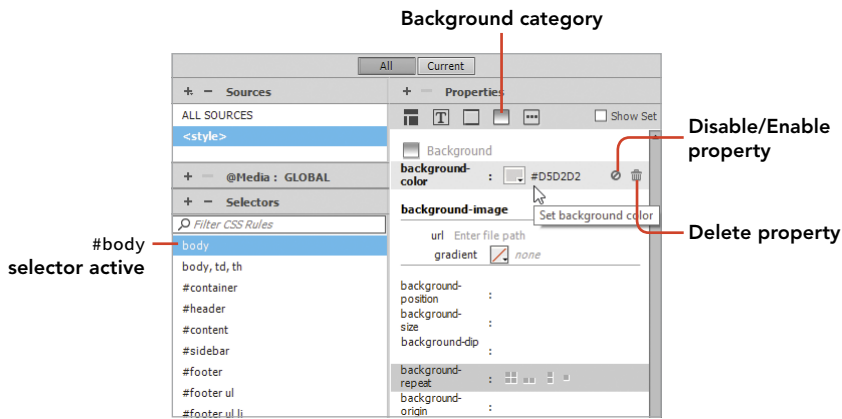 Background category
All
Current
+ − Sources
+ − Properties
ALL SOURCES
<style>
T
Show Set
Background
Disable/Enable
property
background-
color : #D5D2D2
+ − @Media : GLOBAL
+ − Selectors
background-image
Set background color
Filter CSS Rules
url Enter file path
Delete property
#body
selector active
body
gradient none
body, td, th
#container
background-
position :
#header
background-
size :
#content
background-dip
:
#sidebar
#footer
background-
repeat :
#footer ul
background-
origin :
#footer ul li